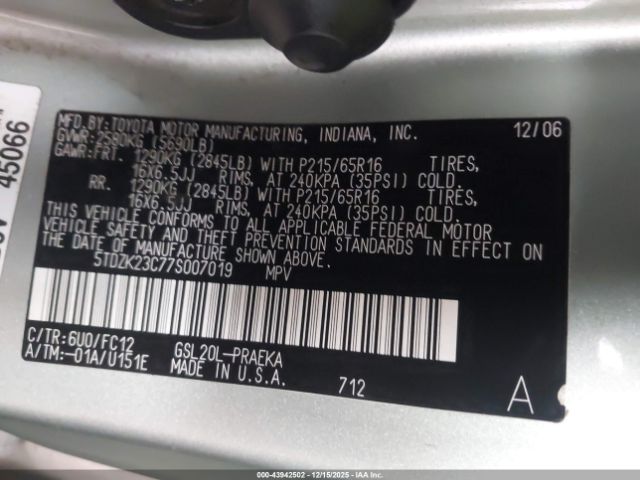 45066
MFD.BY:TOYOTA MOTOR MANUFACTURING, INDIANA, INC. 12/06
GVWR:2580KG (5690LB)
GAWR:FRT. 1290KG (2845LB) WITH P215/65R16 TIRES,
16X6.5JJ RIMS, AT 240KPA (35PSI) COLD.
RR. 1290KG (2845LB) WITH P215/65R16 TIRES,
16X6.5JJ RIMS, AT 240KPA (35PSI) COLD.
THIS VEHICLE CONFORMS TO ALL APPLICABLE FEDERAL MOTOR
VEHICLE SAFETY AND THEFT PREVENTION STANDARDS IN EFFECT ON
THE DATE OF MANUFACTURE SHOWN ABOVE.
5TDZK23C77S007019 MPV
C/TR:6U0/FC12 GSL20L-PRAEKA
A/TM:-01A/U151E MADE IN U.S.A.
712
A
000-43942502 - 12/15/2025 - IAAI.COM